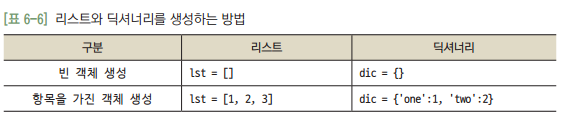 [표 6-6] 리스트와 딕셔너리를 생성하는 방법
구분 리스트 딕셔너리
빈 객체 생성 lst = [] dic = {}
항목을 가진 객체 생성 lst = [1, 2, 3] dic = {'one':1, 'two':2}